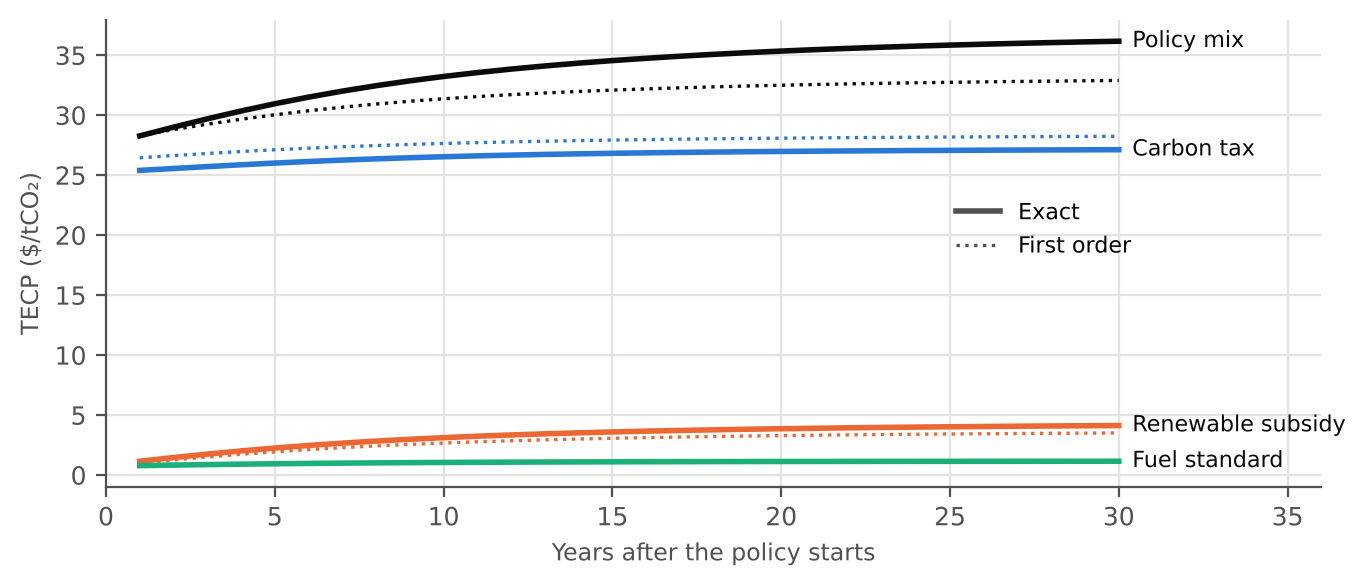 Policy mix
Carbon tax
Exact
First order
Renewable subsidy
Fuel standard
TECP ($/tCO₂)
35
30
25
20
15
10
5
0
0 5 10 15 20 25 30 35
Years after the policy starts